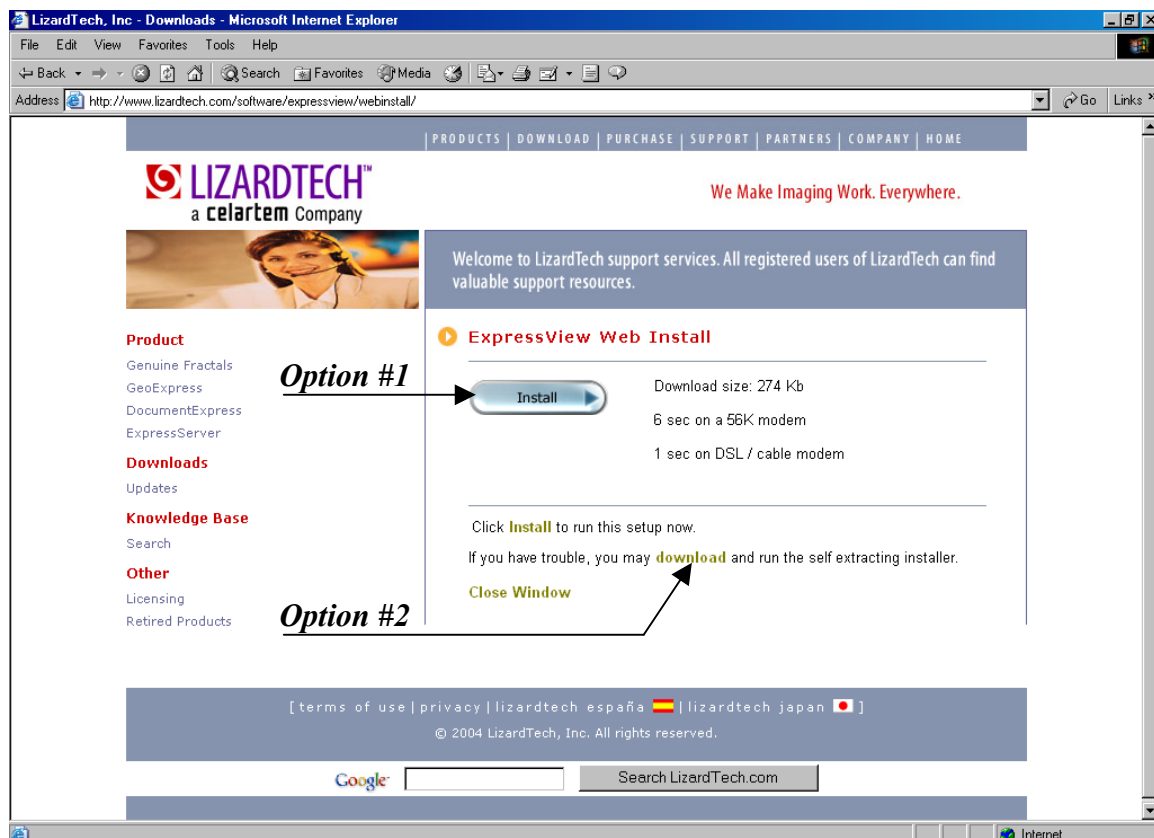 LizardTech, Inc - Downloads - Microsoft Internet Explorer
File Edit View Favorites Tools Help
Back Search Favorites Media
Address http://www.lizardtech.com/software/expressview/webinstall/ Go Links »
| PRODUCTS | DOWNLOAD | PURCHASE | SUPPORT | PARTNERS | COMPANY | HOME
LIZARDTECH™
a celartem Company
We Make Imaging Work. Everywhere.
Welcome to LizardTech support services. All registered users of LizardTech can find
valuable support resources.
Product
Genuine Fractals
GeoExpress
DocumentExpress
ExpressServer
Downloads
Updates
Knowledge Base
Search
Other
Licensing
Retired Products
ExpressView Web Install
Option #1
Install
Download size: 274 Kb
6 sec on a 56K modem
1 sec on DSL / cable modem
Click Install to run this setup now.
If you have trouble, you may download and run the self extracting installer.
Close Window
Option #2
[ terms of use | privacy | lizardtech españa | lizardtech japan ]
© 2004 LizardTech, Inc. All rights reserved.
Google Search LizardTech.com
Internet